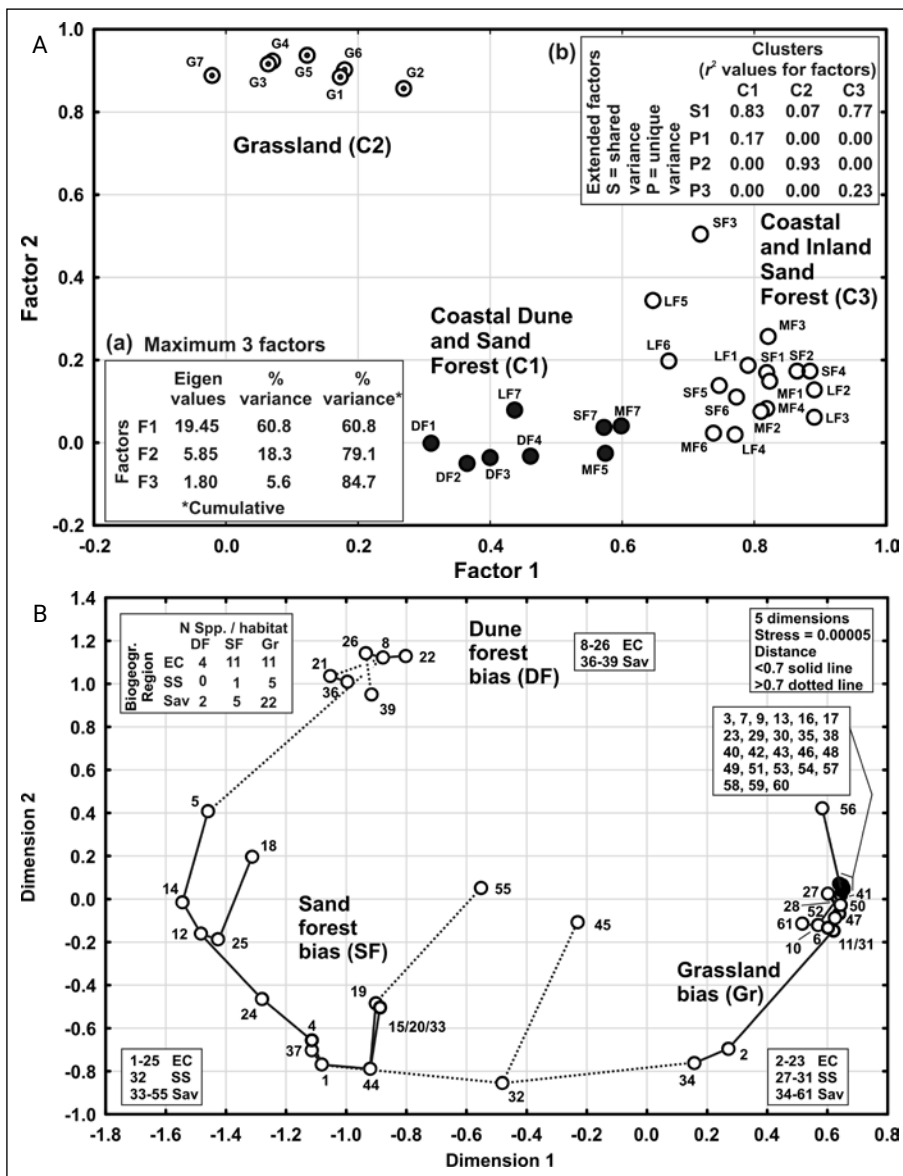 A
1.0
0.8
0.6
0.4
0.2
0.0
-0.2
Factor 2
-0.2
0.0
0.2
0.4
0.6
0.8
1.0
Factor 1
G7
G4
G3
G5
G6
G1
G2
Grassland (C2)
(b)
Clusters
(r² values for factors)
C1 C2 C3
S1 0.83 0.07 0.77
P1 0.17 0.00 0.00
P2 0.00 0.93 0.00
P3 0.00 0.00 0.23
Extended factors
S = shared
variance
P = unique
variance
SF3
Coastal
and Inland
Sand
Forest (C3)
LF5
MF3
LF6
LF1
SF1
SF2
SF4
SF5
MF1
LF2
SF6
MF4
LF3
MF2
MF6
LF4
Coastal Dune
and Sand
Forest (C1)
LF7
SF7
MF7
DF1
DF4
DF2
DF3
MF5
(a) Maximum 3 factors
Eigen % %
values variance variance*
F1 19.45 60.8 60.8
F2 5.85 18.3 79.1
F3 1.80 5.6 84.7
*Cumulative
Factors
B
1.4
1.2
1.0
0.8
0.6
0.4
0.2
0.0
-0.2
-0.4
-0.6
-0.8
-1.0
Dimension 2
-1.8
-1.6
-1.4
-1.2
-1.0
-0.8
-0.6
-0.4
-0.2
0.0
0.2
0.4
0.6
0.8
Dimension 1
N Spp. / habitat
DF SF Gr
EC 4 11 11
SS 0 1 5
Sav 2 5 22
Biogeogr.
Region
26
8
22
21
36
39
Dune
forest
bias (DF)
8-26 EC
36-39 Sav
5 dimensions
Stress = 0.00005
Distance
<0.7 solid line
>0.7 dotted line
3, 7, 9, 13, 16, 17
23, 29, 30, 35, 38
40, 42, 43, 46, 48
49, 51, 53, 54, 57
58, 59, 60
5
18
14
12
25
24
4
37
1
44
19
15/20/33
55
45
32
34
2
56
27
41
28
50
52
47
61
10
6
11/31
Sand
forest
bias (SF)
Grassland
bias (Gr)
1-25 EC
32 SS
33-55 Sav
2-23 EC
27-31 SS
34-61 Sav